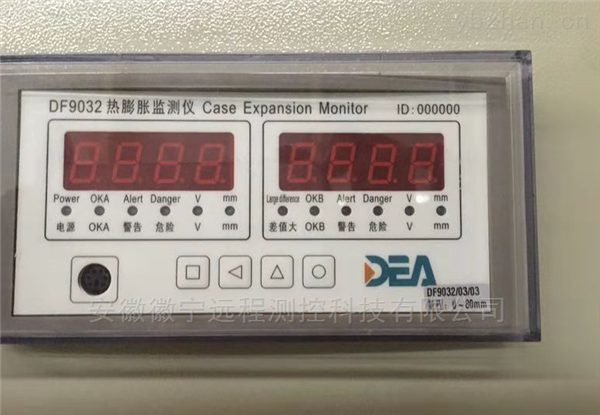 DF9032 热膨胀监测仪 Case Expansion Monitor ID:000000
8.8.8.8. 8.8.8.8.
Power OKA Alert Danger V mm Large difference OKB Alert Danger V mm
电源 OKA 警告 危险 V mm 差值大 OKB 警告 危险 V mm
DEA
DF9032/03/03
0~20mm
安徽徽宁远程测控科技有限公司